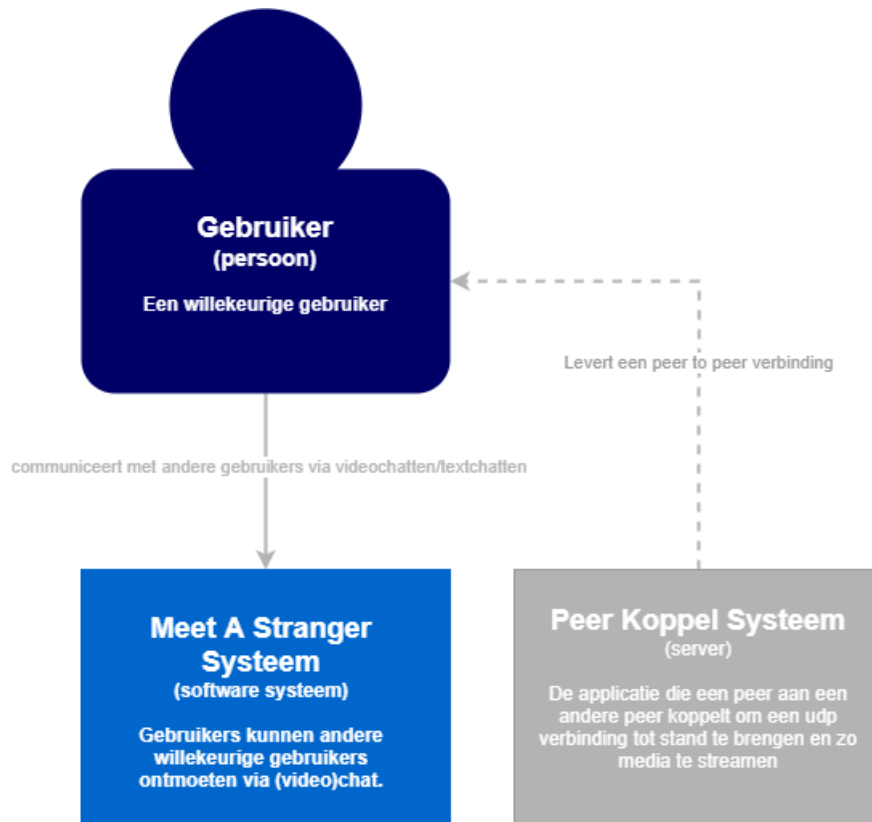 Gebruiker
(persoon)
Een willekeurige gebruiker
Levert een peer to peer verbinding
communiceert met andere gebruikers via videochatten/textchatten
Meet A Stranger
Systeem
(software systeem)
Gebruikers kunnen andere
willekeurige gebruikers
ontmoeten via (video)chat.
Peer Koppel Systeem
(server)
De applicatie die een peer aan een
andere peer koppelt om een udp
verbinding tot stand te brengen en zo
media te streamen